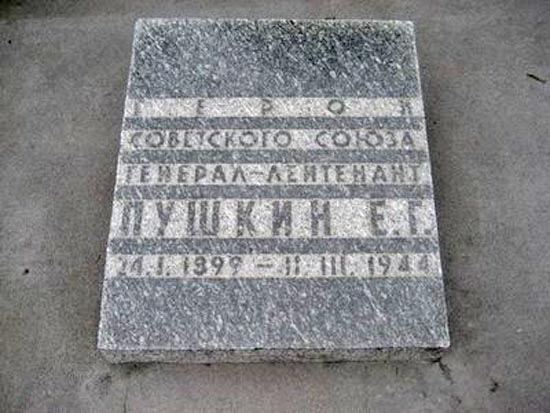 ГЕРОЙ
СОВЕТСКОГО СОЮЗА
ГЕНЕРАЛ-ЛЕЙТЕНАНТ
ПУШКИН Е.Г.
24.I.1899 – 11.III.1944